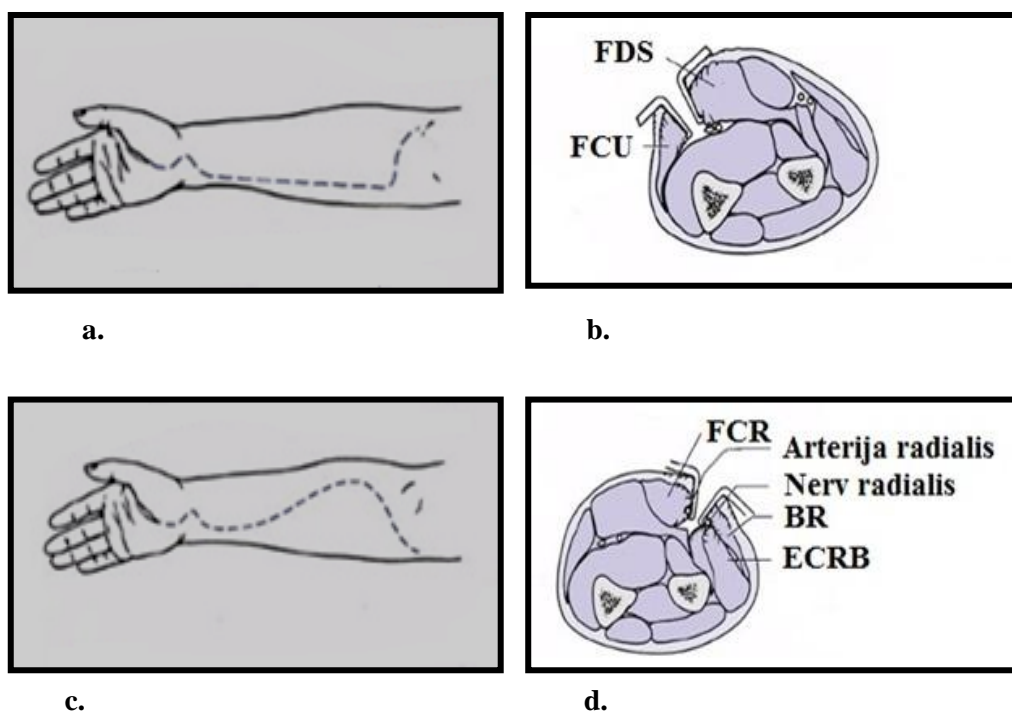 FDS
FCU
a.
b.
FCR
Arterija radialis
Nerv radialis
BR
ECRB
c.
d.